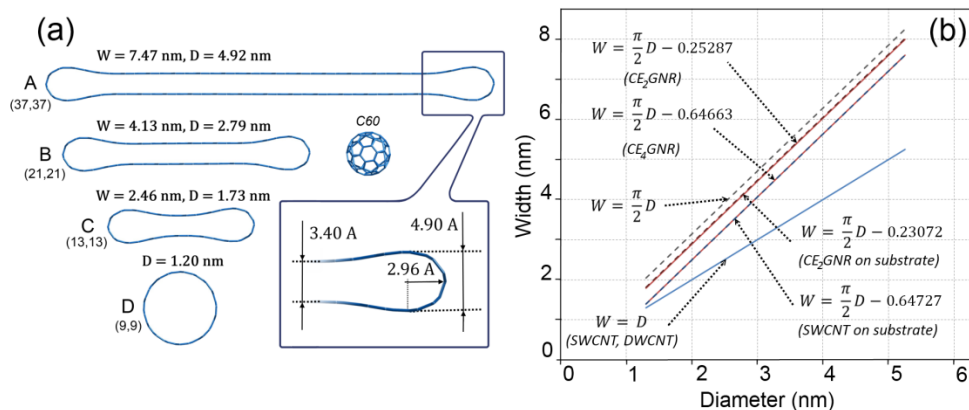 (a)
W = 7.47 nm, D = 4.92 nm
A
(37,37)
W = 4.13 nm, D = 2.79 nm
B
(21,21)
C60
W = 2.46 nm, D = 1.73 nm
C
(13,13)
D = 1.20 nm
D
(9,9)
3.40 A
4.90 A
2.96 A
(b)
Width (nm)
8
6
4
2
0
0 1 2 3 4 5 6
Diameter (nm)
W = π/2 D − 0.25287
(CE₂GNR)
W = π/2 D − 0.64663
(CE₄GNR)
W = π/2 D
W = π/2 D − 0.23072
(CE₂GNR on substrate)
W = D
(SWCNT, DWCNT)
W = π/2 D − 0.64727
(SWCNT on substrate)